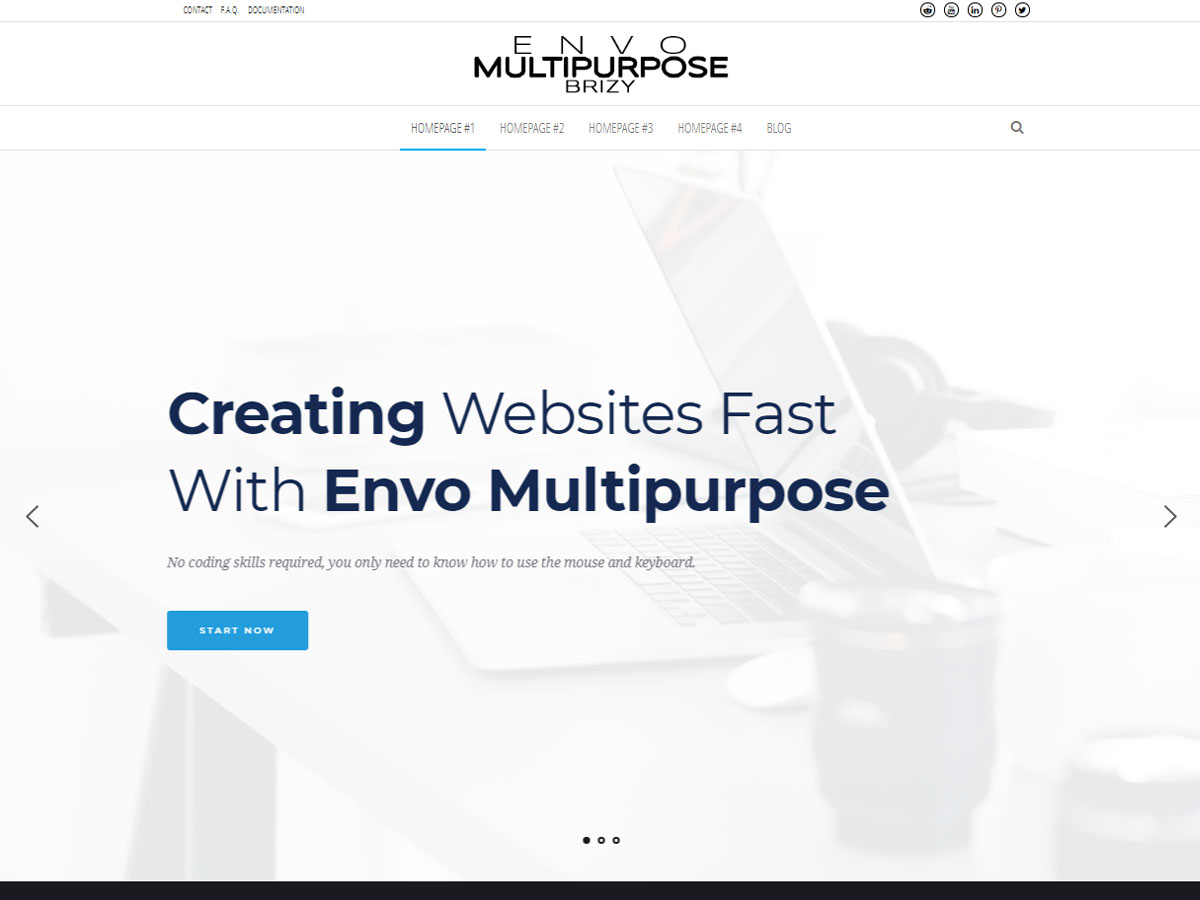 CONTACT F.A.Q. DOCUMENTATION
ENVO
MULTIPURPOSE
BRIZY
HOMEPAGE #1 HOMEPAGE #2 HOMEPAGE #3 HOMEPAGE #4 BLOG
Creating Websites Fast
With Envo Multipurpose
No coding skills required, you only need to know how to use the mouse and keyboard.
START NOW